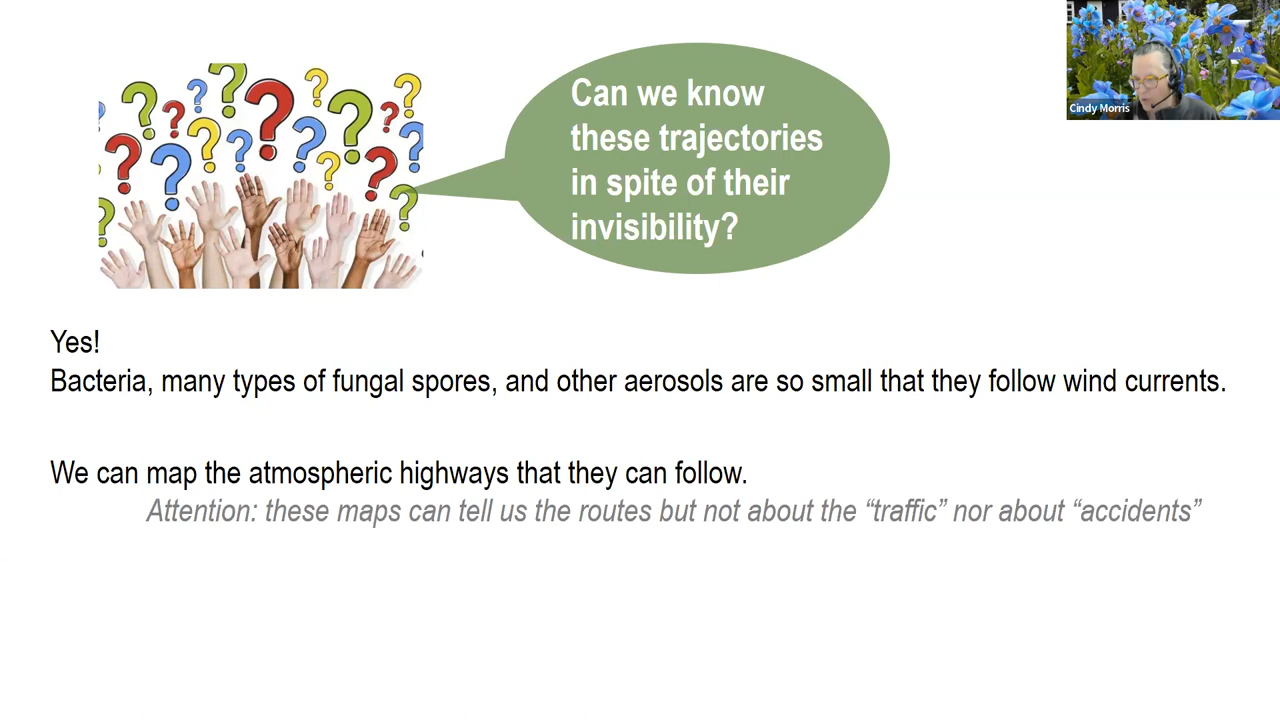 Can we know
these trajectories
in spite of their
invisibility?
Cindy Morris
Yes!
Bacteria, many types of fungal spores, and other aerosols are so small that they follow wind currents.
We can map the atmospheric highways that they can follow.
Attention: these maps can tell us the routes but not about the “traffic” nor about “accidents”